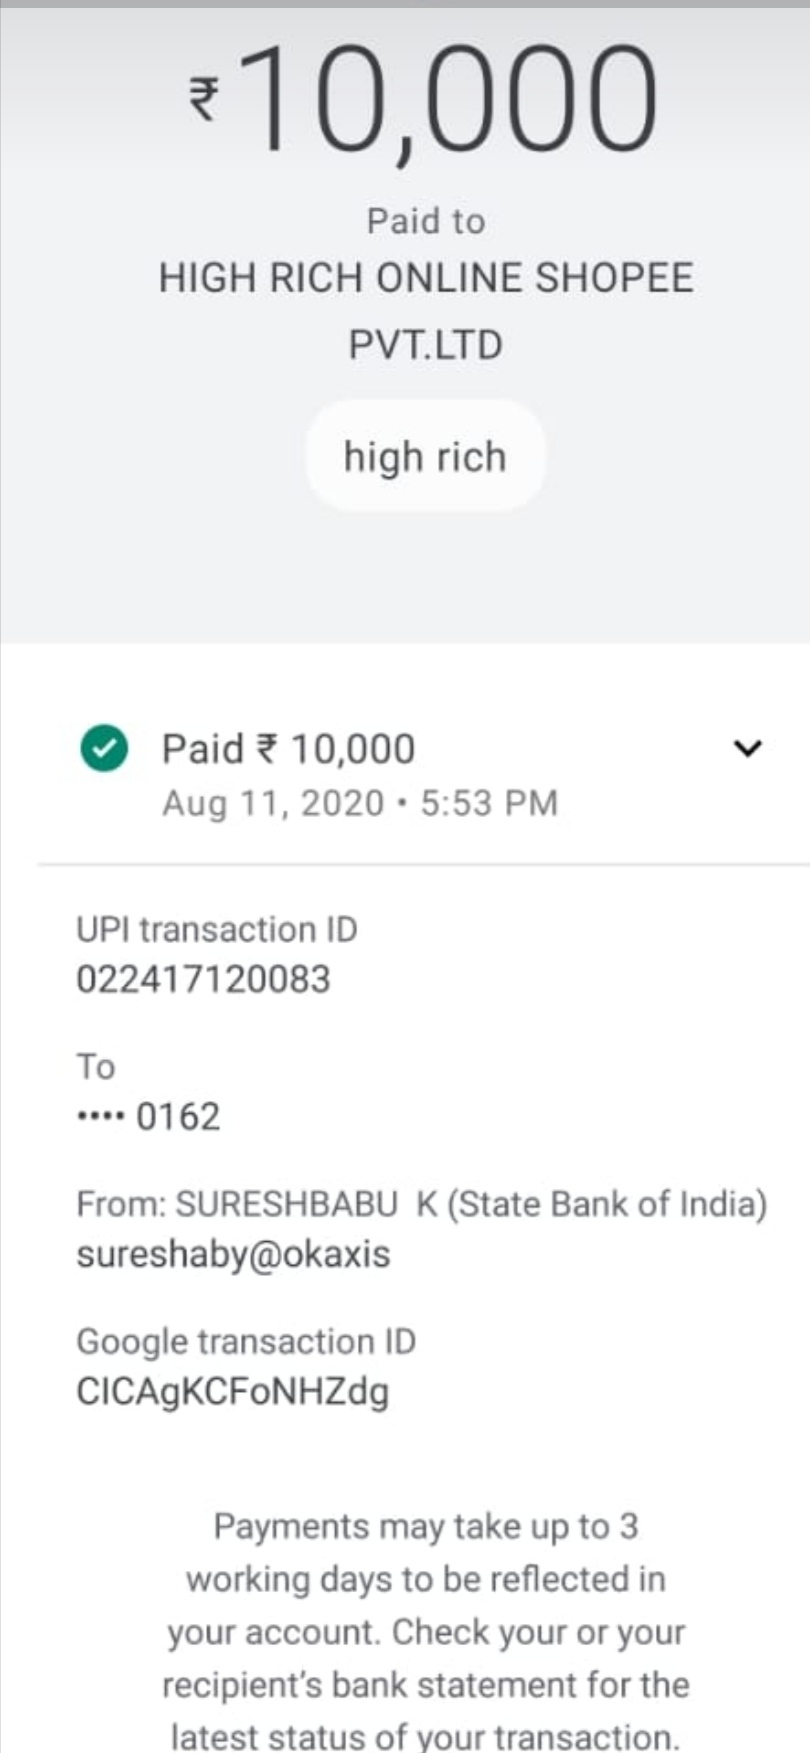 ₹10,000
Paid to
HIGH RICH ONLINE SHOPEE
PVT.LTD
high rich
Paid ₹ 10,000
Aug 11, 2020 • 5:53 PM
UPI transaction ID
022417120083
To
•••• 0162
From: SURESHBABU  K (State Bank of India)
sureshaby@okaxis
Google transaction ID
CICAgKCFoNHZdg
Payments may take up to 3
working days to be reflected in
your account. Check your or your
recipient's bank statement for the
latest status of your transaction.